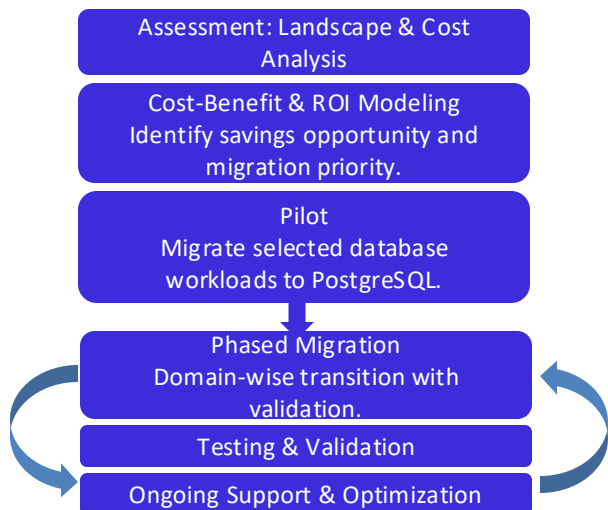 Assessment: Landscape & Cost
Analysis
Cost-Benefit & ROI Modeling
Identify savings opportunity and
migration priority.
Pilot
Migrate selected database
workloads to PostgreSQL.
Phased Migration
Domain-wise transition with
validation.
Testing & Validation
Ongoing Support & Optimization